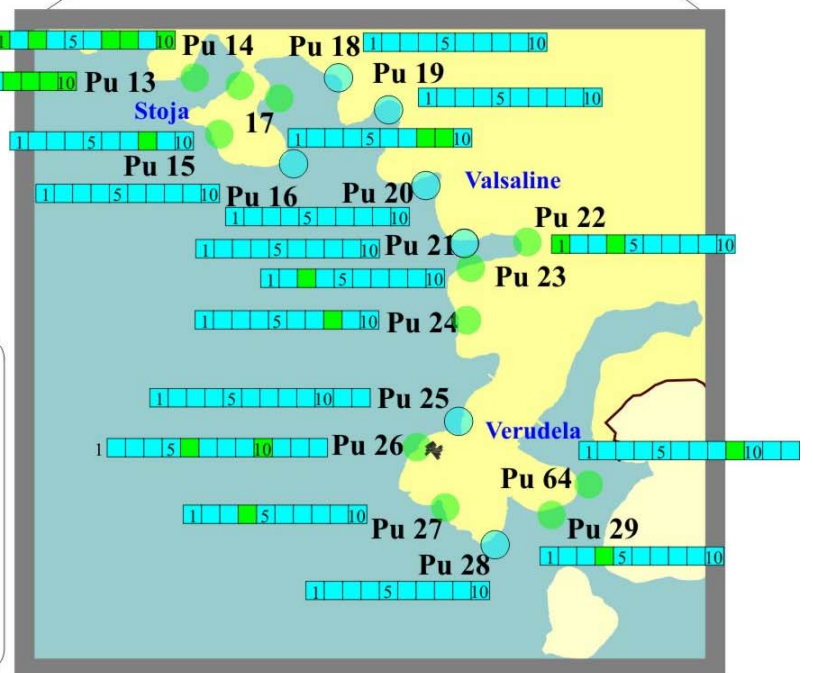 1 5 10 Pu 14 Pu 18 1 5 10
10 Pu 13 Pu 19 1 5 10
Stoja 17
1 5 10 1 5 10
Pu 15
1 5 10 Pu 16 Pu 20 Valsaline
1 5 10 Pu 22
1 5 10 Pu 21 1 5 10
1 5 10 Pu 23
1 5 10 Pu 24
1 5 10 Pu 25
Verudela
1 5 10 Pu 26 1 5 10
Pu 64
1 5 10 Pu 27 Pu 29
Pu 28 1 5 10
1 5 10